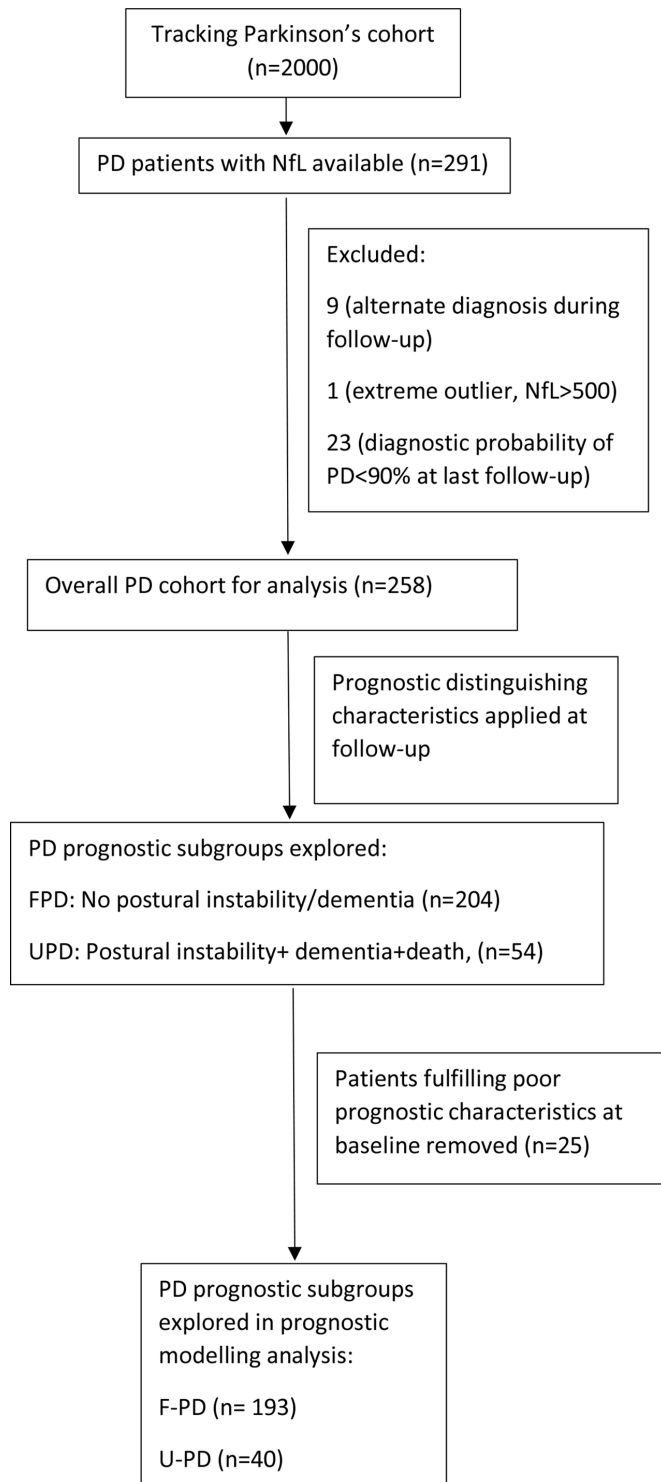 Tracking Parkinson’s cohort
(n=2000)
PD patients with NfL available (n=291)
Excluded:
9 (alternate diagnosis during
follow-up)
1 (extreme outlier, NfL>500)
23 (diagnostic probability of
PD<90% at last follow-up)
Overall PD cohort for analysis (n=258)
Prognostic distinguishing
characteristics applied at
follow-up
PD prognostic subgroups explored:
FPD: No postural instability/dementia (n=204)
UPD: Postural instability+ dementia+death, (n=54)
Patients fulfilling poor
prognostic characteristics at
baseline removed (n=25)
PD prognostic subgroups
explored in prognostic
modelling analysis:
F-PD (n= 193)
U-PD (n=40)